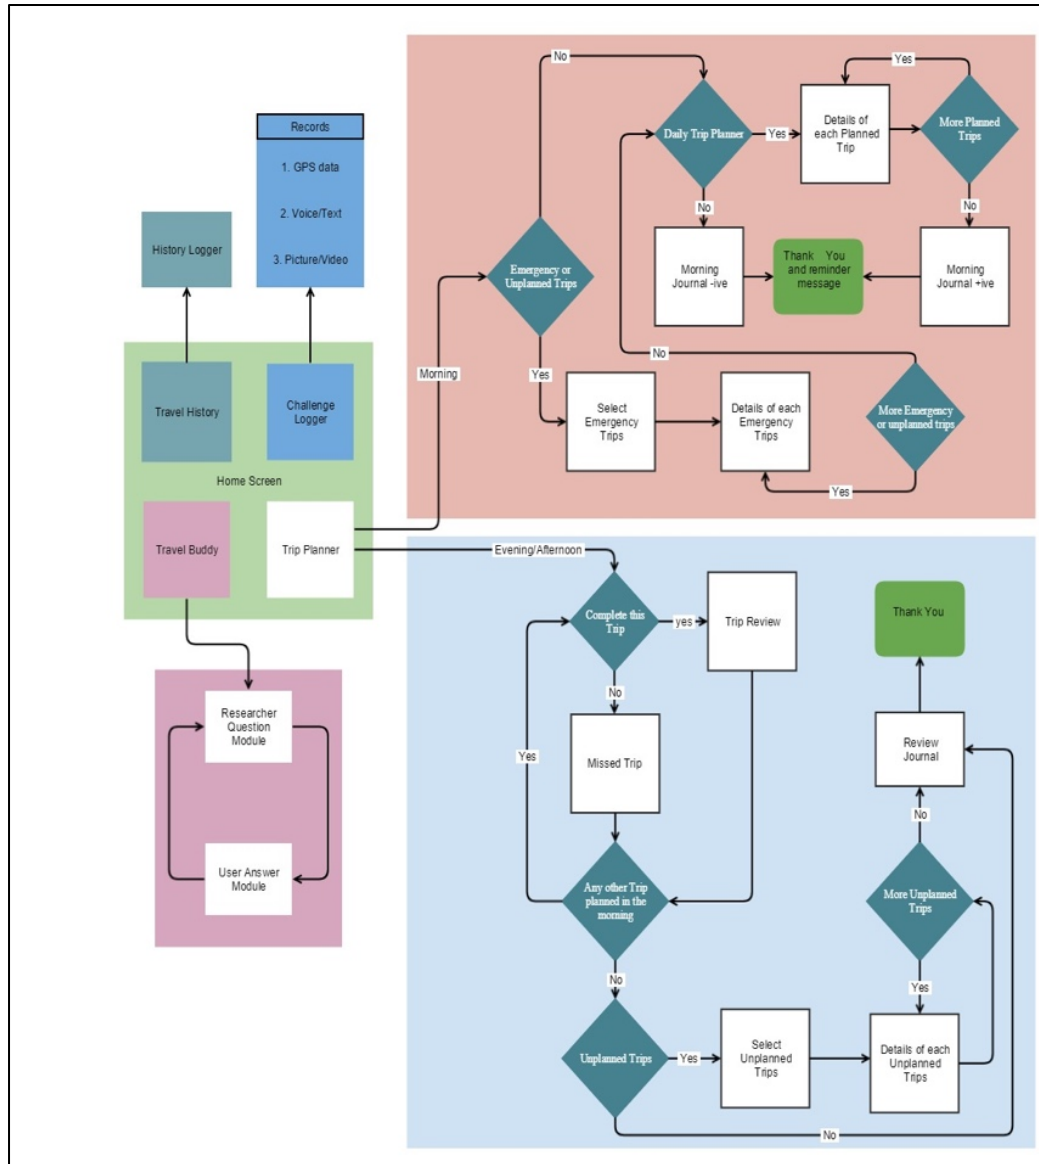 Records
1. GPS data
2. Voice/Text
3. Picture/Video
History Logger
Travel History
Challenge
Logger
Home Screen
Travel Buddy
Trip Planner
Researcher
Question
Module
User Answer
Module
Morning
No
Emergency or
Unplanned Trips
Yes
Select
Emergency
Trips
Details of each
Emergency
Trips
More Emergency
or unplanned trips
Yes
No
Daily Trip Planner
Yes
Details of
each Planned
Trip
Yes
More Planned
Trips
No
No
Morning
Journal -ive
Thank You
and reminder
message
Morning
Journal +ive
Evening/Afternoon
Complete this
Trip
yes
Trip Review
No
Missed Trip
Yes
Any other Trip
planned in the
morning
No
Unplanned Trips
Yes
Select
Unplanned
Trips
Details of each
Unplanned
Trips
Yes
More Unplanned
Trips
No
Review
Journal
Thank You
No